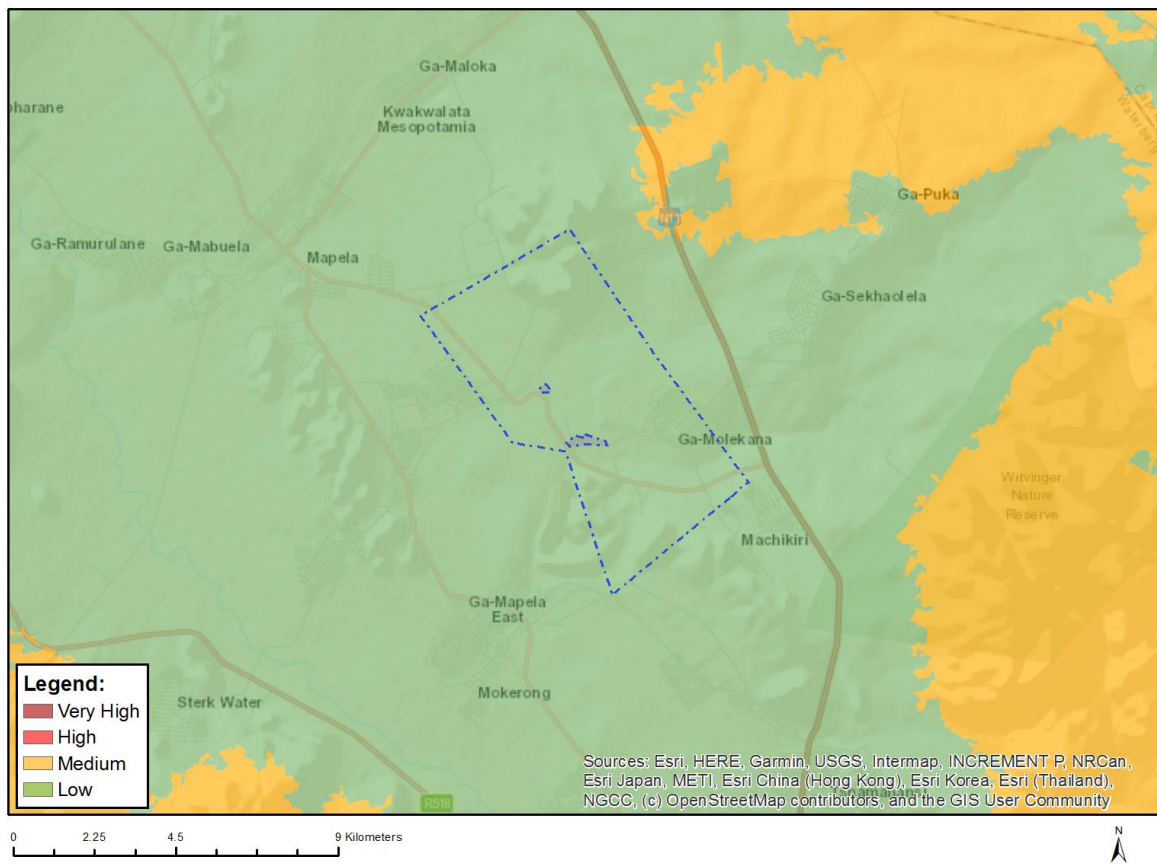 Ga-Maloka
oharane
Kwakwalata
Mesopotamia
Waterberg
Ga-Puka
N11
Ga-Ramurulane
Ga-Mabuela
Mapela
Ga-Sekhaolela
Ga-Molekana
Witvinger
Nature
Reserve
Machikiri
Ga-Mapela
East
Mokerong
Sterk Water
R518
Legend:
Very High
High
Medium
Low
Sources: Esri, HERE, Garmin, USGS, Intermap, INCREMENT P, NRCan,
Esri Japan, METI, Esri China (Hong Kong), Esri Korea, Esri (Thailand),
NGCC, (c) OpenStreetMap contributors, and the GIS User Community
0 2.25 4.5 9 Kilometers
N